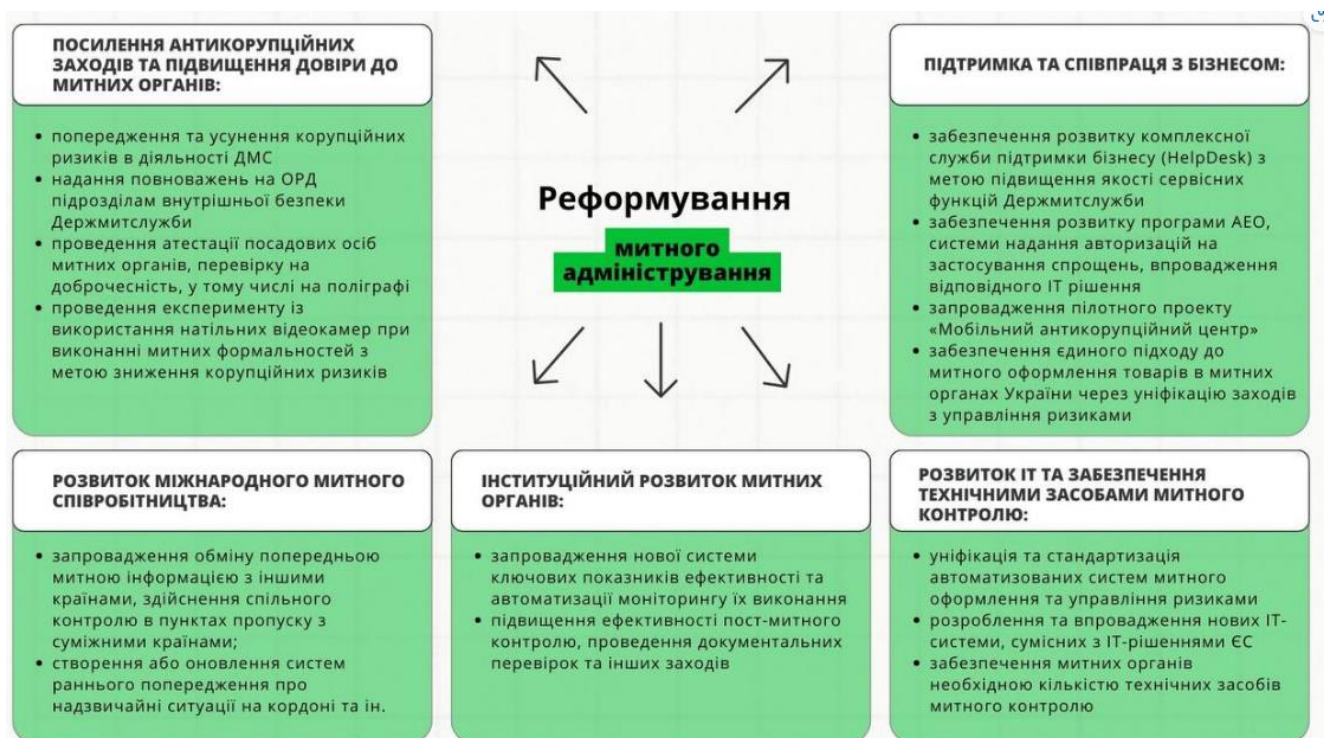 ПОСИЛЕННЯ АНТИКОРУПЦІЙНИХ
ЗАХОДІВ ТА ПІДВИЩЕННЯ ДОВІРИ ДО
МИТНИХ ОРГАНІВ:
• попередження та усунення корупційних
ризиків в діяльності ДМС
• надання повноважень на ОРД
підрозділам внутрішньої безпеки
Держмитслужби
• проведення атестації посадових осіб
митних органів, перевірку на
доброчесність, у тому числі на поліграфі
• проведення експерименту із
використання натільних відеокамер при
виконанні митних формальностей з
метою зниження корупційних ризиків
Реформування
митного
адміністрування
ПІДТРИМКА ТА СПІВПРАЦЯ З БІЗНЕСОМ:
• забезпечення розвитку комплексної
служби підтримки бізнесу (HelpDesk) з
метою підвищення якості сервісних
функцій Держмитслужби
• забезпечення розвитку програми АЕО,
системи надання авторизацій на
застосування спрощень, впровадження
відповідного ІТ рішення
• запровадження пілотного проекту
«Мобільний антикорупційний центр»
• забезпечення єдиного підходу до
митного оформлення товарів в митних
органах України через уніфікацію заходів
з управління ризиками
РОЗВИТОК МІЖНАРОДНОГО МИТНОГО
СПІВРОБІТНИЦТВА:
• запровадження обміну попередньою
митною інформацією з іншими
країнами, здійснення спільного
контролю в пунктах пропуску з
суміжними країнами;
• створення або оновлення систем
раннього попередження про
надзвичайні ситуації на кордоні та ін.
ІНСТИТУЦІЙНИЙ РОЗВИТОК МИТНИХ
ОРГАНІВ:
• запровадження нової системи
ключових показників ефективності та
автоматизації моніторингу їх виконання
• підвищення ефективності пост-митного
контролю, проведення документальних
перевірок та інших заходів
РОЗВИТОК ІТ ТА ЗАБЕЗПЕЧЕННЯ
ТЕХНІЧНИМИ ЗАСОБАМИ МИТНОГО
КОНТРОЛЮ:
• уніфікація та стандартизація
автоматизованих систем митного
оформлення та управління ризиками
• розроблення та впровадження нових ІТ-
системи, сумісних з ІТ-рішеннями ЄС
• забезпечення митних органів
необхідною кількістю технічних засобів
митного контролю